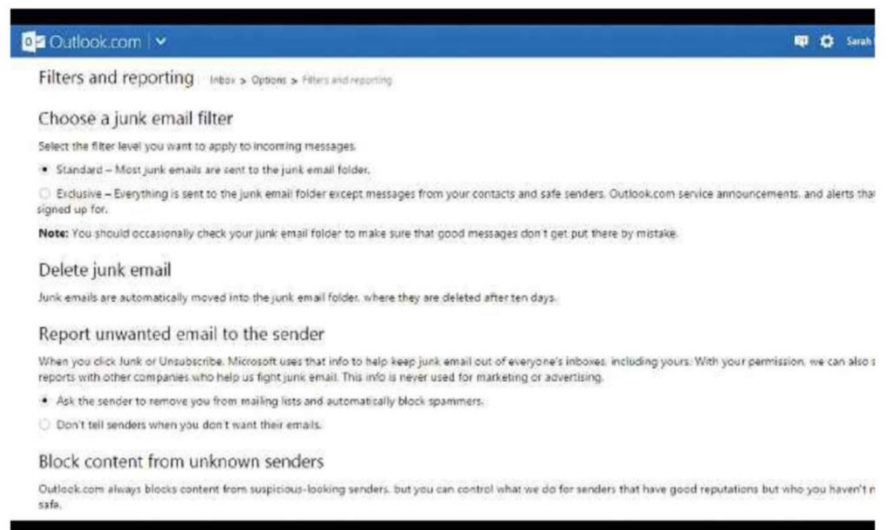 Outlook.com
Sarah
Filters and reporting Inbox > Options > Filters and reporting
Choose a junk email filter
Select the filter level you want to apply to incoming messages.
Standard – Most junk emails are sent to the junk email folder.
Exclusive – Everything is sent to the junk email folder except messages from your contacts and safe senders, Outlook.com service announcements, and alerts that
signed up for.
Note: You should occasionally check your junk email folder to make sure that good messages don't get put there by mistake.
Delete junk email
Junk emails are automatically moved into the junk email folder, where they are deleted after ten days.
Report unwanted email to the sender
When you click Junk or Unsubscribe, Microsoft uses that info to help keep junk email out of everyone's inboxes, including yours. With your permission, we can also
reports with other companies who help us fight junk email. This info is never used for marketing or advertising.
Ask the sender to remove you from mailing lists and automatically block spammers.
Don't tell senders when you don't want their emails.
Block content from unknown senders
Outlook.com always blocks content from suspicious-looking senders, but you can control what we do for senders that have good reputations but who you haven't
safe.